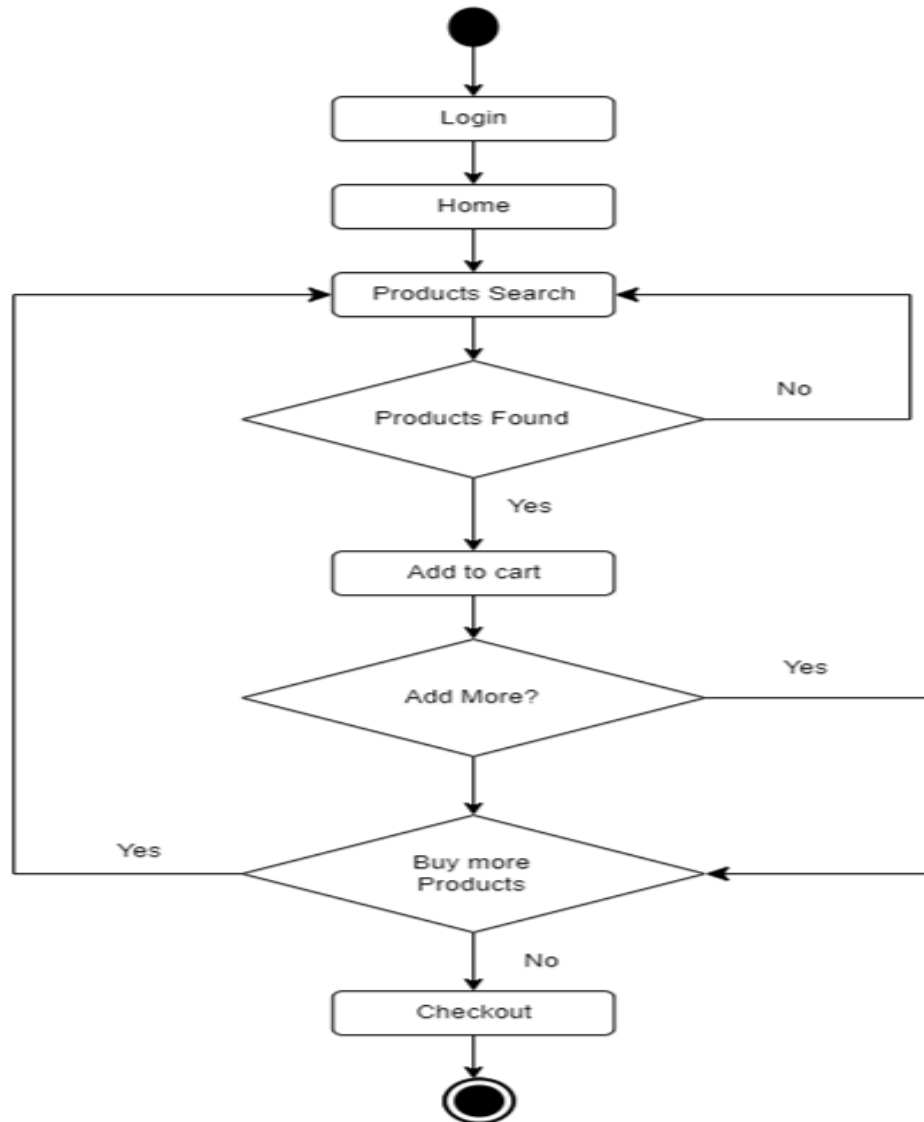 Login
Home
Products Search
Products Found
No
Yes
Add to cart
Add More?
Yes
Buy more
Products
Yes
No
Checkout